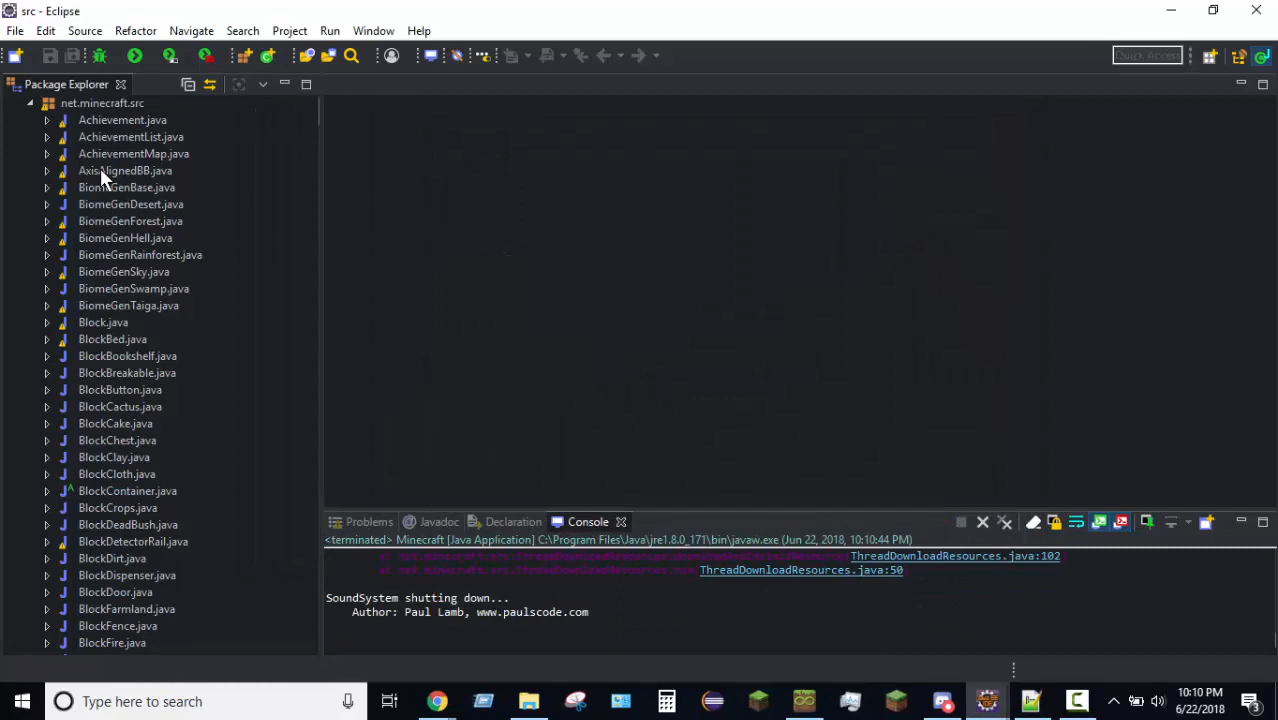 src - Eclipse
File Edit Source Refactor Navigate Search Project Run Window Help
Quick Access
Package Explorer
net.minecraft.src
Achievement.java
AchievementList.java
AchievementMap.java
AxisAlignedBB.java
BiomeGenBase.java
BiomeGenDesert.java
BiomeGenForest.java
BiomeGenHell.java
BiomeGenRainforest.java
BiomeGenSky.java
BiomeGenSwamp.java
BiomeGenTaiga.java
Block.java
BlockBed.java
BlockBookshelf.java
BlockBreakable.java
BlockButton.java
BlockCactus.java
BlockCake.java
BlockChest.java
BlockClay.java
BlockCloth.java
BlockContainer.java
BlockCrops.java
BlockDeadBush.java
BlockDetectorRail.java
BlockDirt.java
BlockDispenser.java
BlockDoor.java
BlockFarmland.java
BlockFence.java
BlockFire.java
Problems Javadoc Declaration Console
<terminated> Minecraft [Java Application] C:\Program Files\Java\jre1.8.0_171\bin\javaw.exe (Jun 22, 2018, 10:10:44 PM)
(ThreadDownloadResources.java:102)
(ThreadDownloadResources.java:50)
SoundSystem shutting down...
Author: Paul Lamb, www.paulscode.com
Type here to search
10:10 PM
6/22/2018
3